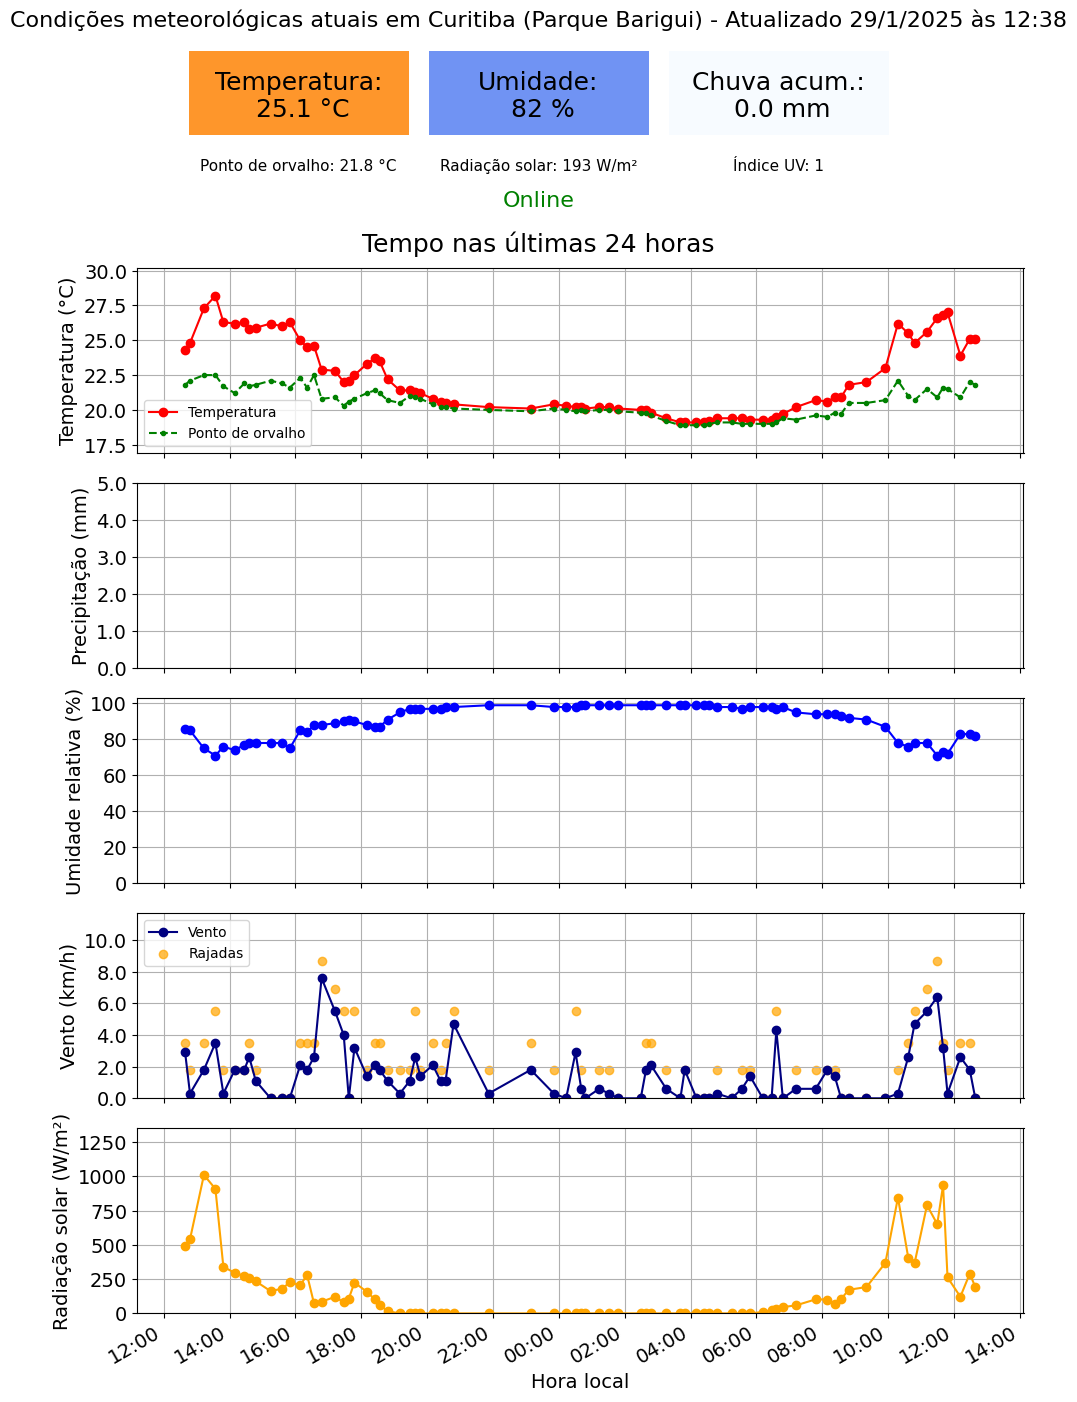 Condições meteorológicas atuais em Curitiba (Parque Barigui) - Atualizado 29/1/2025 às 12:38
Temperatura:
25.1 °C
Umidade:
82 %
Chuva acum.:
0.0 mm
Ponto de orvalho: 21.8 °C
Radiação solar: 193 W/m²
Índice UV: 1
Online
Tempo nas últimas 24 horas
Temperatura (°C)
30.0
27.5
25.0
22.5
20.0
17.5
Temperatura
Ponto de orvalho
Precipitação (mm)
5.0
4.0
3.0
2.0
1.0
0.0
Umidade relativa (%)
100
80
60
40
20
0
Vento (km/h)
10.0
8.0
6.0
4.0
2.0
0.0
Vento
Rajadas
Radiação solar (W/m²)
1250
1000
750
500
250
0
12:00
14:00
16:00
18:00
20:00
22:00
00:00
02:00
04:00
06:00
08:00
10:00
12:00
14:00
Hora local